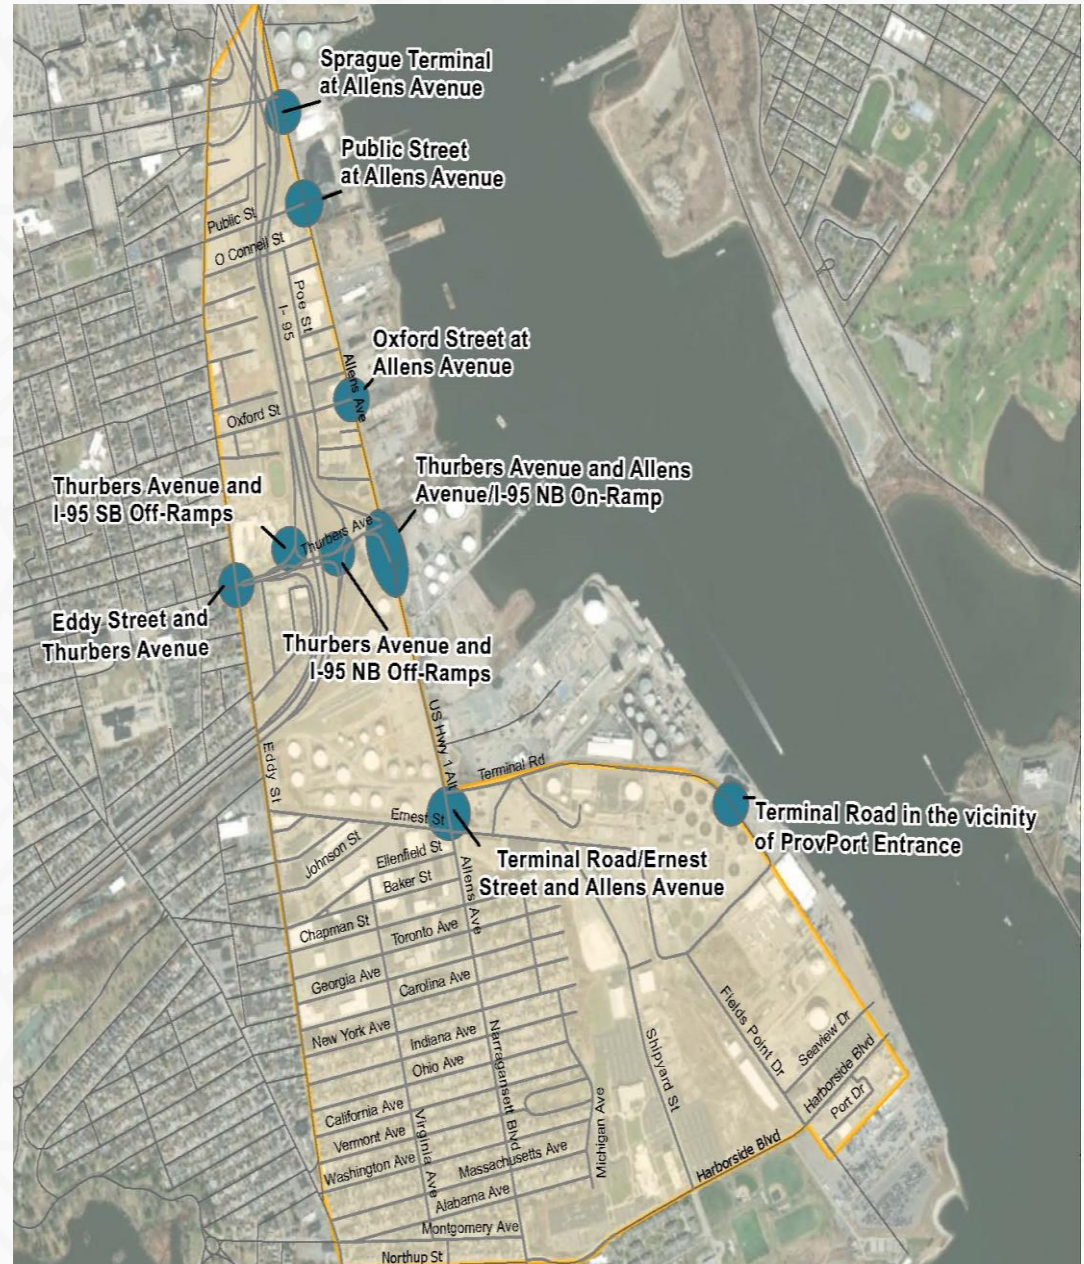 Sprague Terminal
at Allens Avenue
Public Street
at Allens Avenue
Public St
O Connell St
Poe St
I- 95
Oxford Street at
Allens Avenue
Allens Ave
Oxford St
Thurbers Avenue and Allens
Avenue/I-95 NB On-Ramp
Thurbers Avenue and
I-95 SB Off-Ramps
Thurbers Ave
Eddy Street and
Thurbers Avenue
Thurbers Avenue and
I-95 NB Off-Ramps
US Hwy 1 Alt
Eddy St
Terminal Rd
Ernest St
Terminal Road in the vicinity
of ProvPort Entrance
Johnson St
Ellenfield St
Terminal Road/Ernest
Street and Allens Avenue
Baker St
Allens Ave
Chapman St
Toronto Ave
Georgia Ave
Carolina Ave
Fields Point Dr
Seaview Dr
New York Ave
Indiana Ave
Narragansett Blvd
Shipyard St
Harborside Blvd
Ohio Ave
Port Dr
California Ave
Virginia Ave
Michigan Ave
Vermont Ave
Washington Ave
Massachusetts Ave
Harborside Blvd
Alabama Ave
Montgomery Ave
Northup St